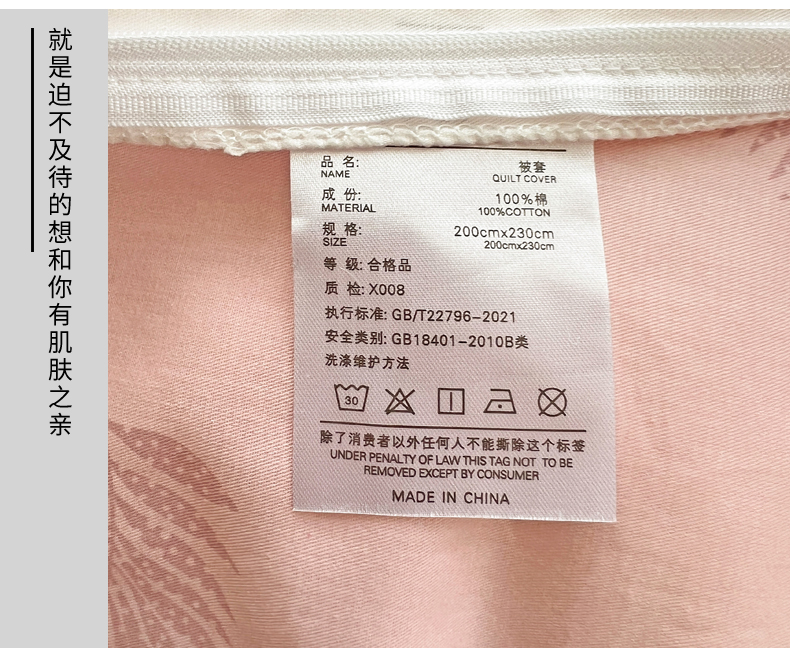 就是迫不及待的想和你有肌肤之亲
品 名: 被套
NAME QUILT COVER
成 份: 100%棉
MATERIAL 100%COTTON
规 格: 200cmx230cm
SIZE 200cmx230cm
等 级: 合格品
质 检: X008
执行标准: GB/T22796-2021
安全类别: GB18401-2010B类
洗涤维护方法
30
除了消费者以外任何人不能撕除这个标签
UNDER PENALTY OF LAW THIS TAG NOT TO BE
REMOVED EXCEPT BY CONSUMER
MADE IN CHINA